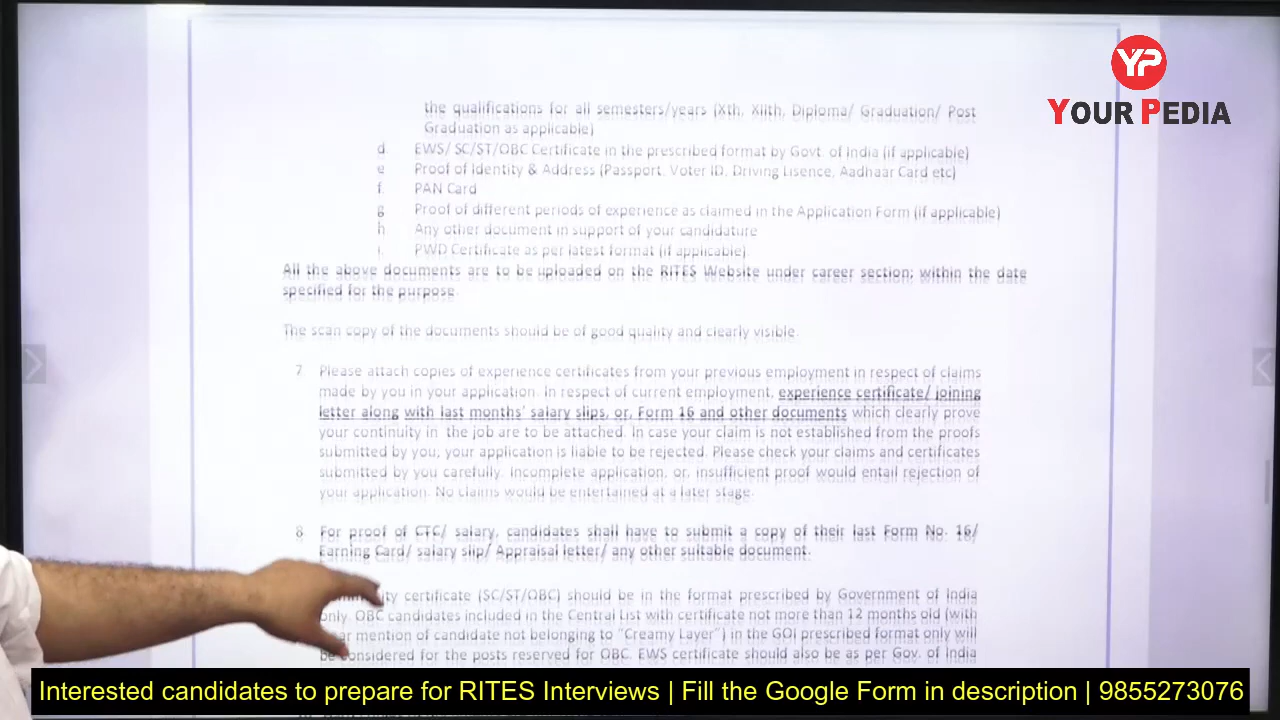 YP
YOUR PEDIA
the qualifications for all semesters/years (Xth, XIIth, Diploma/ Graduation/ Post
Graduation as applicable)
d. EWS/ SC/ST/OBC Certificate in the prescribed format by Govt. of India (if applicable)
e. Proof of Identity & Address (Passport, Voter ID, Driving Lisence, Aadhaar Card etc)
f. PAN Card
g. Proof of different periods of experience as claimed in the Application Form (if applicable)
h. Any other document in support of your candidature
i. PWD Certificate as per latest format (if applicable)
All the above documents are to be uploaded on the RITES Website under career section; within the date
specified for the purpose.
The scan copy of the documents should be of good quality and clearly visible.
7. Please attach copies of experience certificates from your previous employment in respect of claims
made by you in your application. In respect of current employment, experience certificate/ joining
letter along with last months' salary slips, or, Form 16 and other documents which clearly prove
your continuity in the job are to be attached. In case your claim is not established from the proofs
submitted by you, your application is liable to be rejected. Please check your claims and certificates
submitted by you carefully. Incomplete application, or, insufficient proof would entail rejection of
your application. No claims would be entertained at a later stage.
8. For proof of CTC/ salary, candidates shall have to submit a copy of their last Form No. 16/
Earning Card/ salary slip/ Appraisal letter/ any other suitable document.
certificate (SC/ST/OBC) should be in the format prescribed by Government of India
only. OBC candidates included in the Central List with certificate not more than 12 months old (with
mention of candidate not belonging to "Creamy Layer") in the GOI prescribed format only will
be considered for the posts reserved for OBC. EWS certificate should also be as per Gov. of India
Interested candidates to prepare for RITES Interviews | Fill the Google Form in description | 9855273076